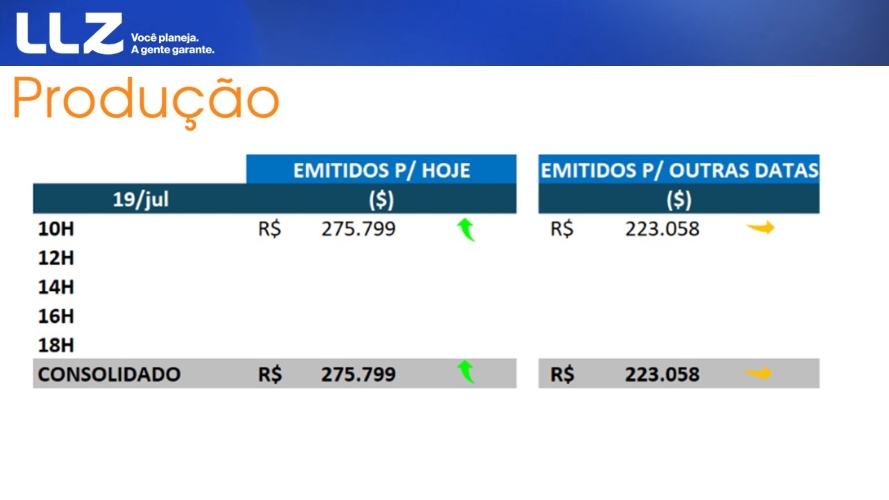 LLZ
Você planeja.
A gente garante.
Produção
EMITIDOS P/ HOJE EMITIDOS P/ OUTRAS DATAS
19/jul ($) ($)
10H R$ 275.799 R$ 223.058
12H
14H
16H
18H
CONSOLIDADO R$ 275.799 R$ 223.058